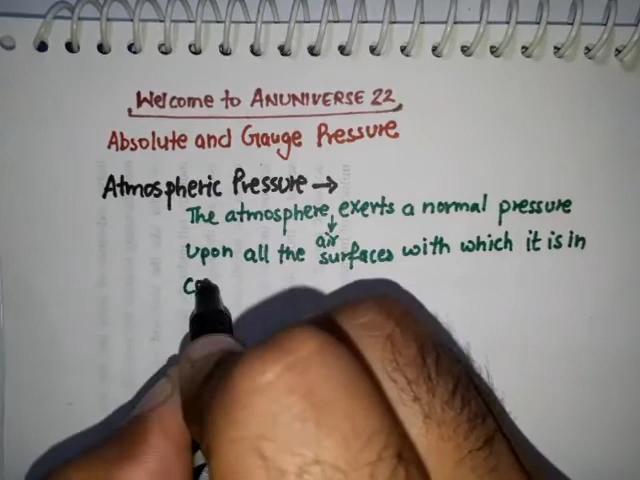 Welcome to ANUNIVERSE 22
Absolute and Gauge Pressure
Atmospheric Pressure →
The atmosphere, exerts a normal pressure
air
upon all the surfaces with which it is in